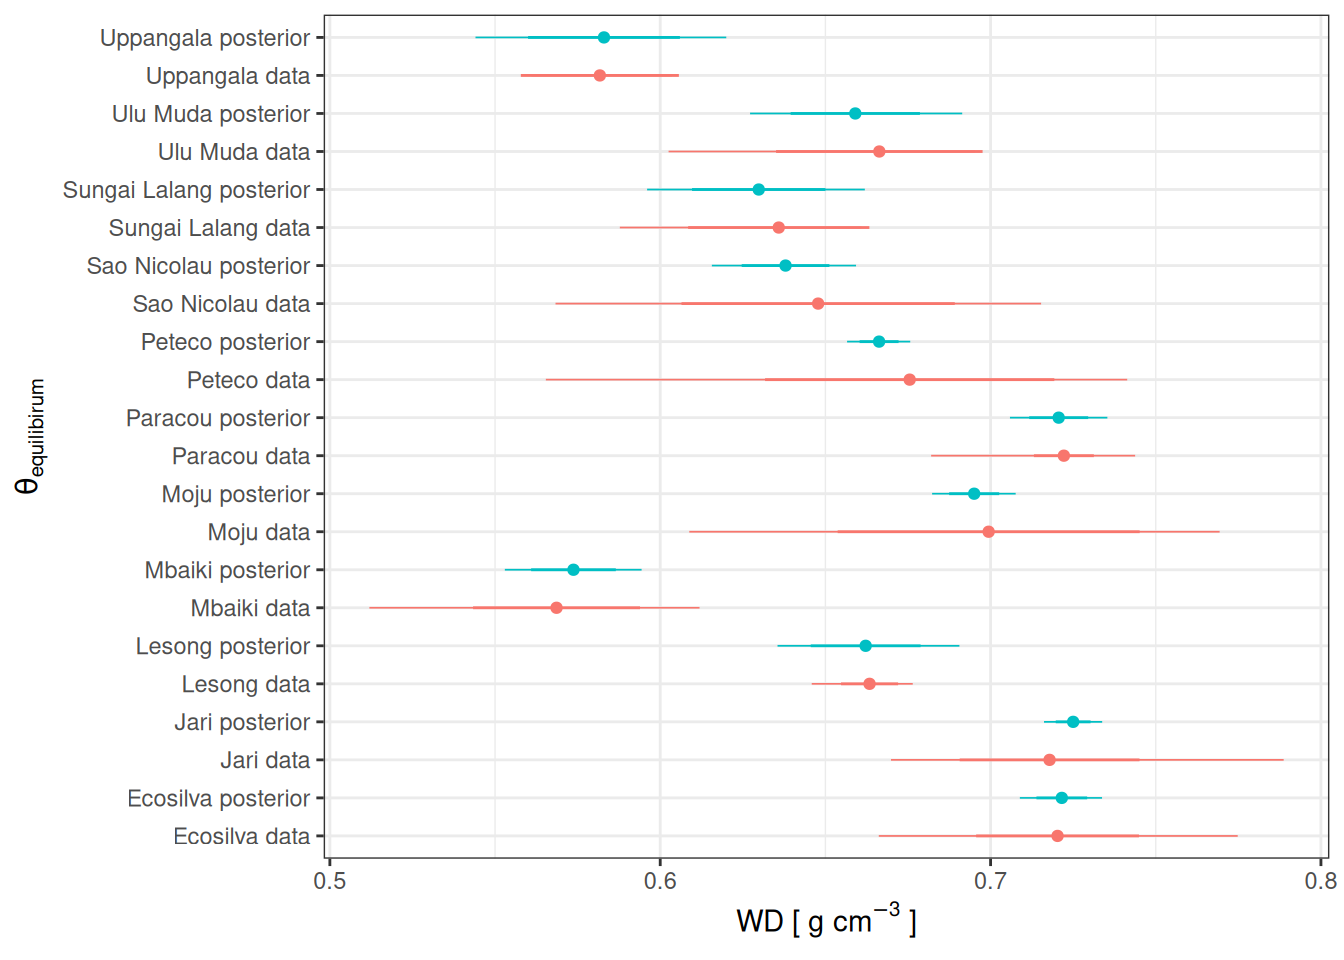 Uppangala posterior
Uppangala data
Ulu Muda posterior
Ulu Muda data
Sungai Lalang posterior
Sungai Lalang data
Sao Nicolau posterior
Sao Nicolau data
Peteco posterior
Peteco data
Paracou posterior
Paracou data
Moju posterior
Moju data
Mbaiki posterior
Mbaiki data
Lesong posterior
Lesong data
Jari posterior
Jari data
Ecosilva posterior
Ecosilva data
θequilibirum
0.5 0.6 0.7 0.8
WD [ g cm⁻³ ]